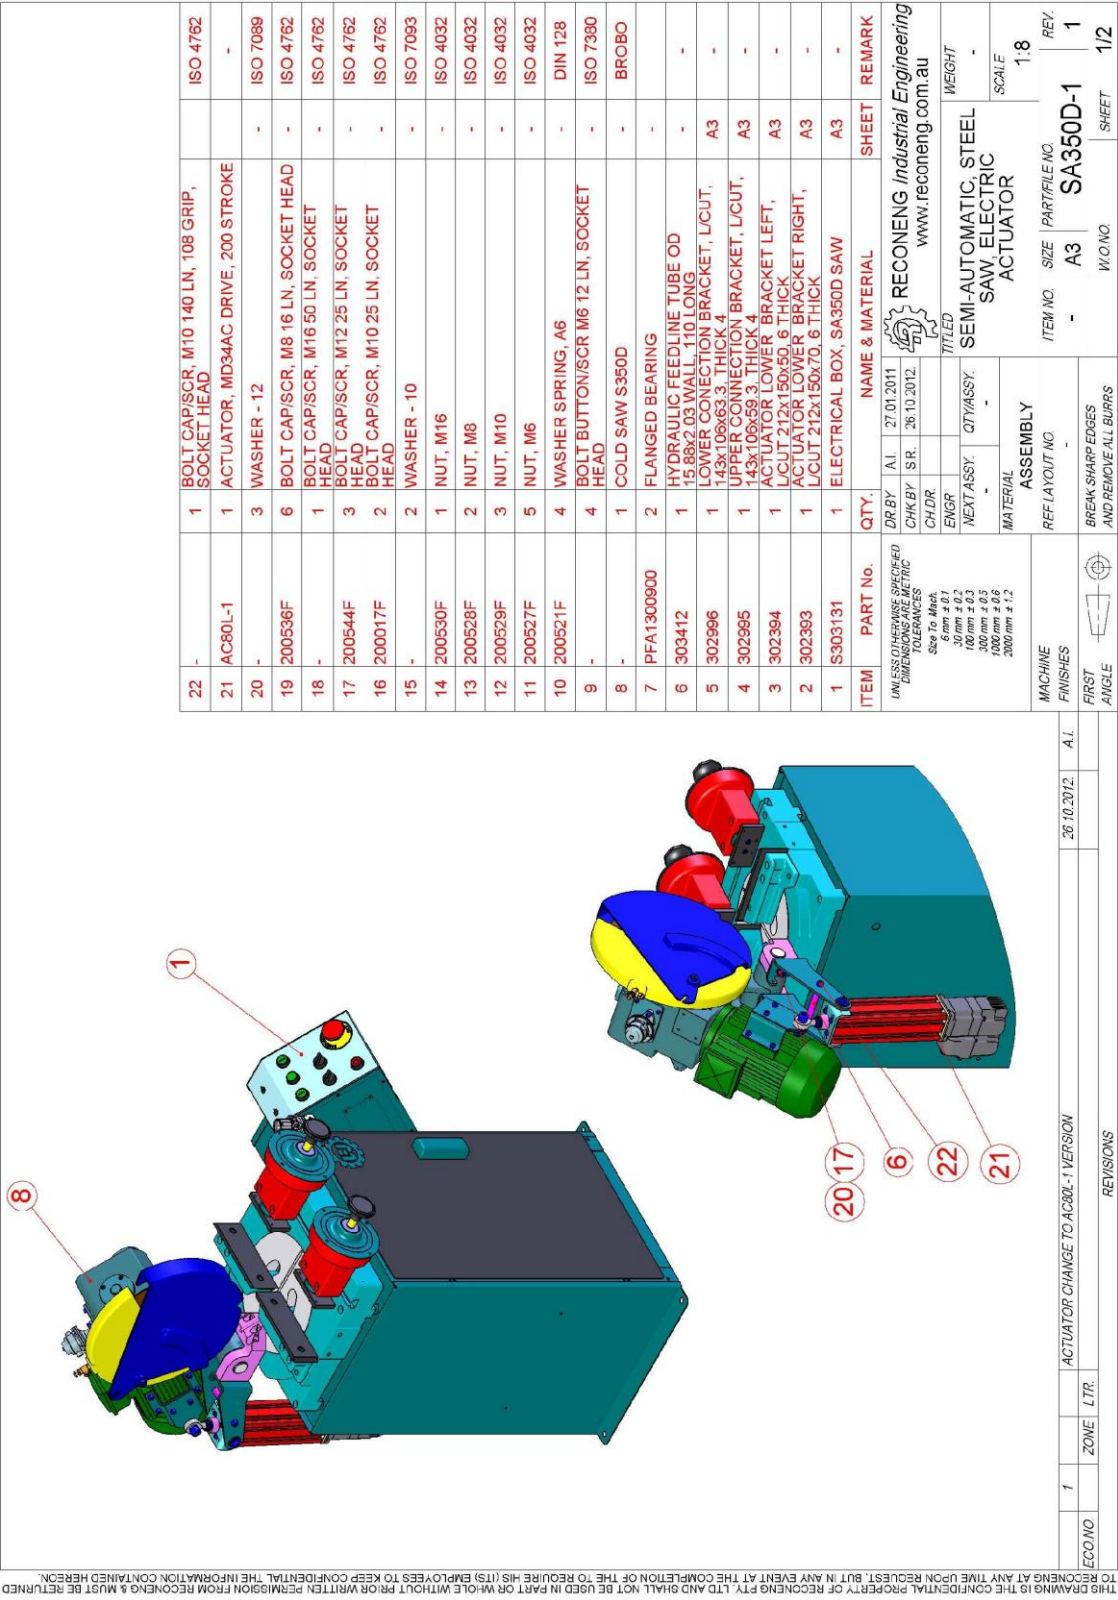 8
1
20 17
6
22
21
22 - 1 BOLT CAP/SCR, M10 140 LN, 108 GRIP, - ISO 4762
SOCKET HEAD
21 AC80L-1 1 ACTUATOR, MD34AC DRIVE, 200 STROKE -
20 - 3 WASHER - 12 - ISO 7089
19 200536F 6 BOLT CAP/SCR, M8 16 LN, SOCKET HEAD - ISO 4762
18 - 1 BOLT CAP/SCR, M16 50 LN, SOCKET - ISO 4762
HEAD
17 200544F 3 BOLT CAP/SCR, M12 25 LN, SOCKET - ISO 4762
HEAD
16 200017F 2 BOLT CAP/SCR, M10 25 LN, SOCKET - ISO 4762
HEAD
15 - 2 WASHER - 10 - ISO 7093
14 200530F 1 NUT, M16 - ISO 4032
13 200528F 2 NUT, M8 - ISO 4032
12 200529F 3 NUT, M10 - ISO 4032
11 200527F 5 NUT, M6 - ISO 4032
10 200521F 4 WASHER SPRING, A6 - DIN 128
9 - 4 BOLT BUTTON/SCR M6 12 LN, SOCKET - ISO 7380
HEAD
8 - 1 COLD SAW S350D - BROBO
7 PFA1300900 2 FLANGED BEARING - -
6 303412 1 HYDRAULIC FEEDLINE TUBE OD - -
15.88x2.03 WALL, 110 LONG
5 302996 1 LOWER CONECTION BRACKET, L/CUT, A3 -
143x106x63.3, THICK 4
4 302995 1 UPPER CONNECTION BRACKET, L/CUT, A3 -
143x106x59.3, THICK 4
3 302394 1 ACTUATOR LOWER BRACKET LEFT, A3 -
L/CUT 212x150x50, 6 THICK
2 302393 1 ACTUATOR LOWER BRACKET RIGHT, A3 -
L/CUT 212x150x70, 6 THICK
1 S303131 1 ELECTRICAL BOX, SA350D SAW A3 -
ITEM PART No. QTY. NAME & MATERIAL SHEET REMARK
UNLESS OTHERWISE SPECIFIED
DIMENSIONS ARE METRIC
TOLERANCES
Size To Mach.
6 mm ± 0.1
30 mm ± 0.2
100 mm ± 0.3
300 mm ± 0.5
1000 mm ± 0.8
2000 mm ± 1.2
MACHINE
FINISHES
FIRST
ANGLE
DR.BY A.I. 27.01.2011
CHK.BY S.R. 26.10.2012.
CH.DR.
ENGR
NEXT ASSY. QTY/ASSY.
- -
MATERIAL
ASSEMBLY
REF LAYOUT NO.
-
BREAK SHARP EDGES
AND REMOVE ALL BURRS
RECONENG Industrial Engineering
www.reconeng.com.au
TITLED
SEMI-AUTOMATIC, STEEL
SAW, ELECTRIC
ACTUATOR
WEIGHT
-
SCALE
1:8
ITEM NO. SIZE PART/FILE NO. REV.
- A3 SA350D-1 1
W.O.NO. SHEET 1/2
1 ACTUATOR CHANGE TO AC80L-1 VERSION 26.10.2012. A.I.
ECO.NO. ZONE LTR. REVISIONS
THIS DRAWING IS THE CONFIDENTIAL PROPERTY OF RECONENG PTY. LTD AND SHALL NOT BE USED IN PART OR WHOLE WITHOUT PRIOR WRITTEN PERMISSION FROM RECONENG & MUST BE RETURNED
TO RECONENG AT ANY TIME UPON REQUEST, BUT IN ANY EVENT AT THE COMPLETION OF THE TO REQUIRE HIS (ITS) EMPLOYEES TO KEEP CONFIDENTIAL THE INFORMATION CONTAINED HEREON.